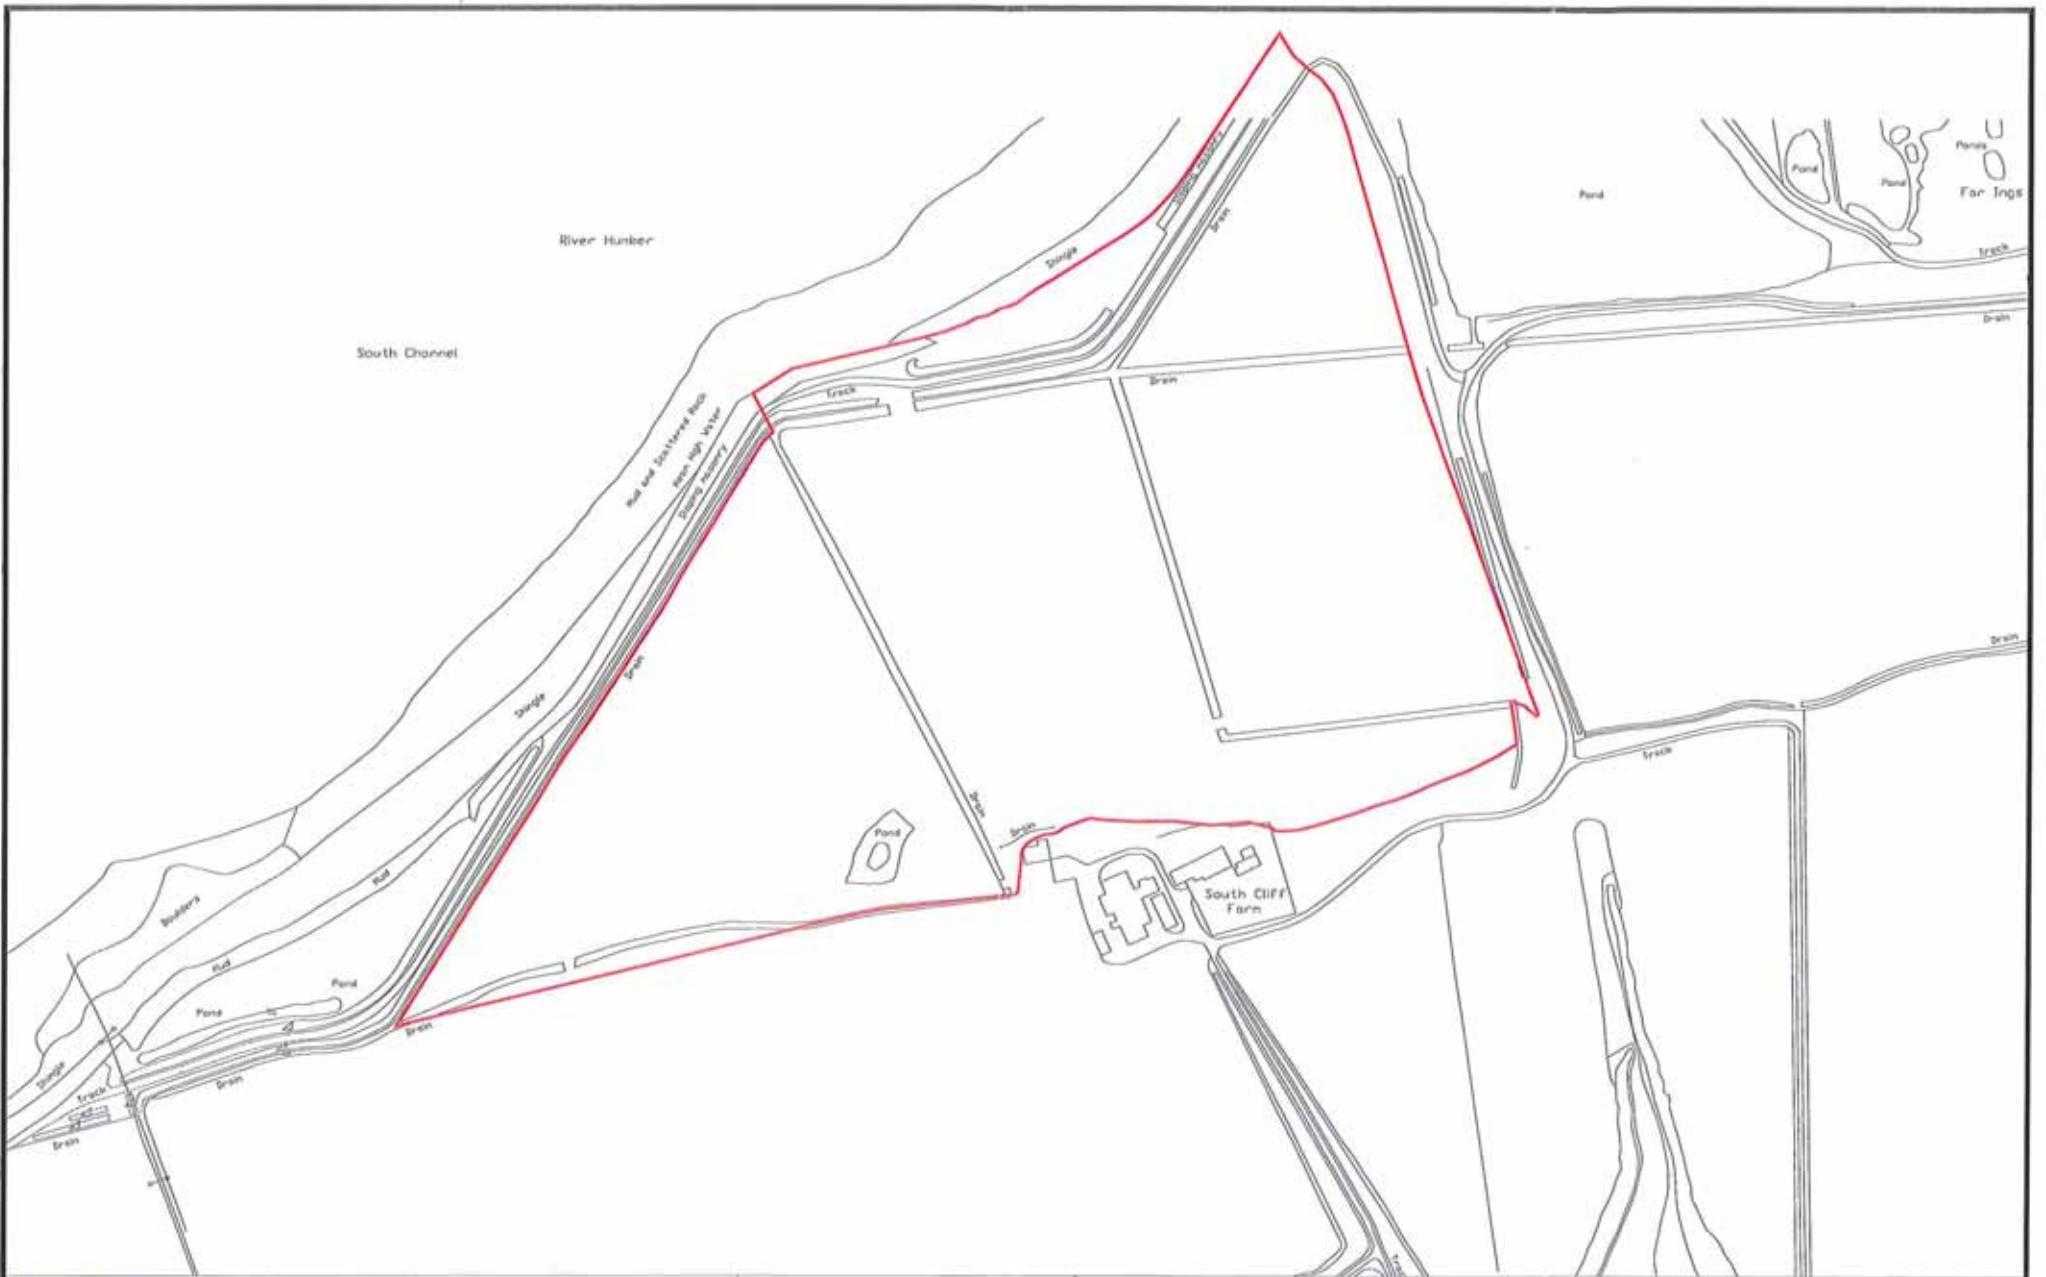 Ponds
Pond
Pond
Pond
Far Ings
Sloping masonry
Drain
River Humber
Track
Shingle
Drain
South Channel
Drain
Track
Mud and Scattered Rock
Mean High Water
Sloping masonry
Drain
Drain
Shingle
Track
Drain
Drain
Pond
Mud
South Cliff
Farm
Boulders
Mud
Pond
Pond
Drain
Shingle
Drain
Track
Drain